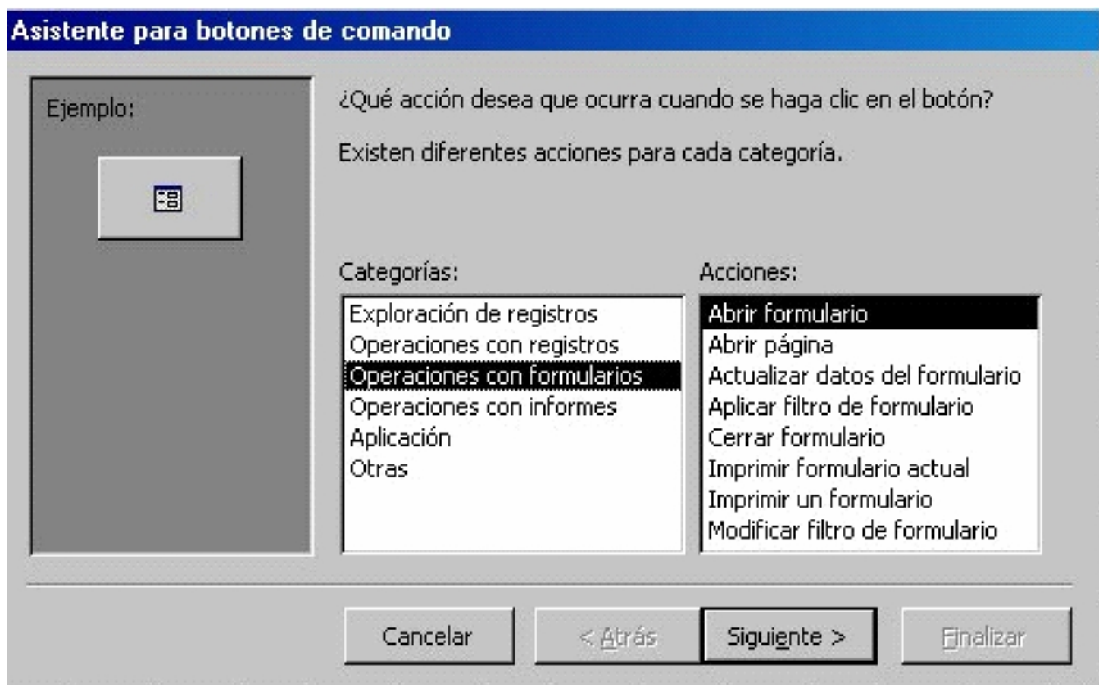 Asistente para botones de comando
Ejemplo:
¿Qué acción desea que ocurra cuando se haga clic en el botón?
Existen diferentes acciones para cada categoría.
Categorías:
Exploración de registros
Operaciones con registros
Operaciones con formularios
Operaciones con informes
Aplicación
Otras
Acciones:
Abrir formulario
Abrir página
Actualizar datos del formulario
Aplicar filtro de formulario
Cerrar formulario
Imprimir formulario actual
Imprimir un formulario
Modificar filtro de formulario
Cancelar
< Atrás
Siguiente >
Finalizar